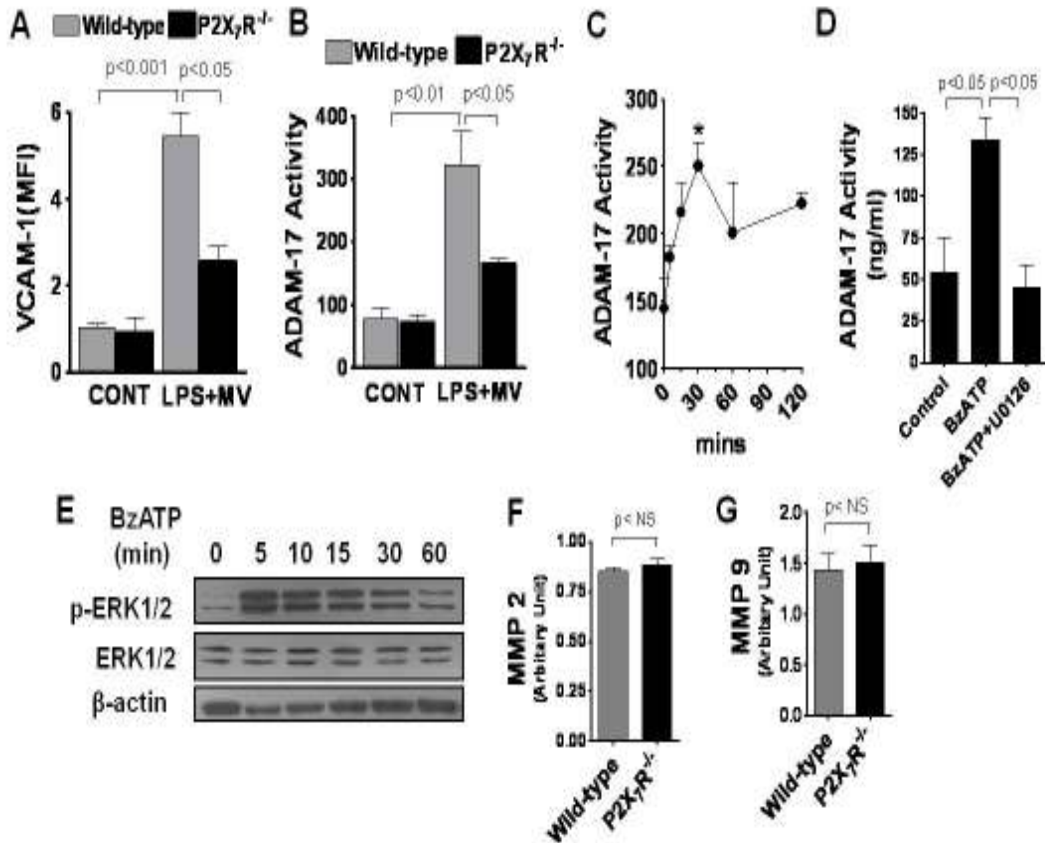 A
Wild-type P2X7R-/-
p<0.001
p<0.05
VCAM-1(MFI)
6
4
2
0
CONT LPS+MV
B
Wild-type P2X7R-/-
p<0.01
p<0.05
ADAM-17 Activity
400
300
200
100
0
CONT LPS+MV
C
ADAM-17 Activity
300
250
200
150
100
*
0 30 60 90 120
mins
D
p<0.05 p<0.05
ADAM-17 Activity
(ng/ml)
150
125
100
75
50
25
0
Control
BzATP
BzATP+U0126
E
BzATP
(min) 0 5 10 15 30 60
p-ERK1/2
ERK1/2
β-actin
F
p< NS
MMP 2
(Arbitary Unit)
1.00
0.75
0.50
0.25
0.00
Wild-type
P2X7R-/-
G
p< NS
MMP 9
(Arbitary Unit)
2.0
1.5
1.0
0.5
0.0
Wild-type
P2X7R-/-